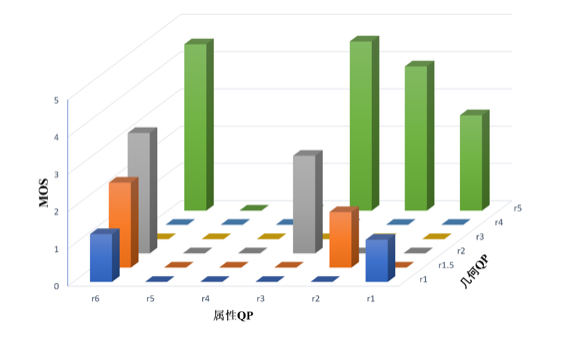 5
4
3
2
1
0
MOS
r6 r5 r4 r3 r2 r1
属性QP
r1
r1.5
r2
r3
r4
r5
几何QP